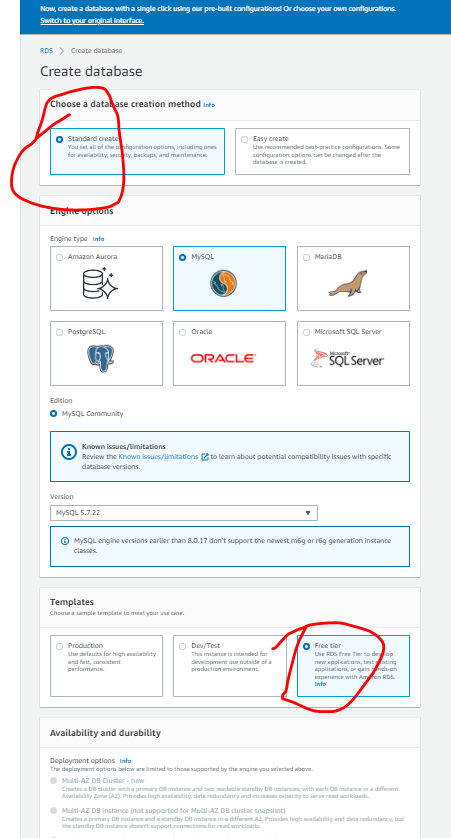 Now, create a database with a single click using our pre-built configurations! Or choose your own configurations.
Switch to your original interface.
RDS > Create database
Create database
Choose a database creation method Info
Standard create
You set all of the configuration options, including ones
for availability, security, backups, and maintenance.
Easy create
Use recommended best-practice configurations. Some
configuration options can be changed after the
database is created.
Engine options
Engine type Info
Amazon Aurora
MySQL
MariaDB
PostgreSQL
Oracle
ORACLE
Microsoft SQL Server
Microsoft
SQL Server
Edition
MySQL Community
Known issues/limitations
Review the Known issues/limitations to learn about potential compatibility issues with specific
database versions.
Version
MySQL 5.7.22
MySQL engine versions earlier than 8.0.17 don't support the newest m6g or r6g generation instance
classes.
Templates
Choose a sample template to meet your use case.
Production
Use defaults for high availability
and fast, consistent
performance.
Dev/Test
This instance is intended for
development use outside of a
production environment.
Free tier
Use RDS Free Tier to develop
new applications, test existing
applications, or gain hands-on
experience with Amazon RDS.
Info
Availability and durability
Deployment options Info
The deployment options below are limited to those supported by the engine you selected above.
Multi-AZ DB Cluster - new
Creates a DB cluster with a primary DB instance and two readable standby DB instances, with each DB instance in a different
Availability Zone (AZ). Provides high availability, data redundancy and increases capacity to serve read workloads.
Multi-AZ DB instance (not supported for Multi-AZ DB cluster snapshot)
Creates a primary DB instance and a standby DB instance in a different AZ. Provides high availability and data redundancy, but
the standby DB instance doesn't support connections for read workloads.